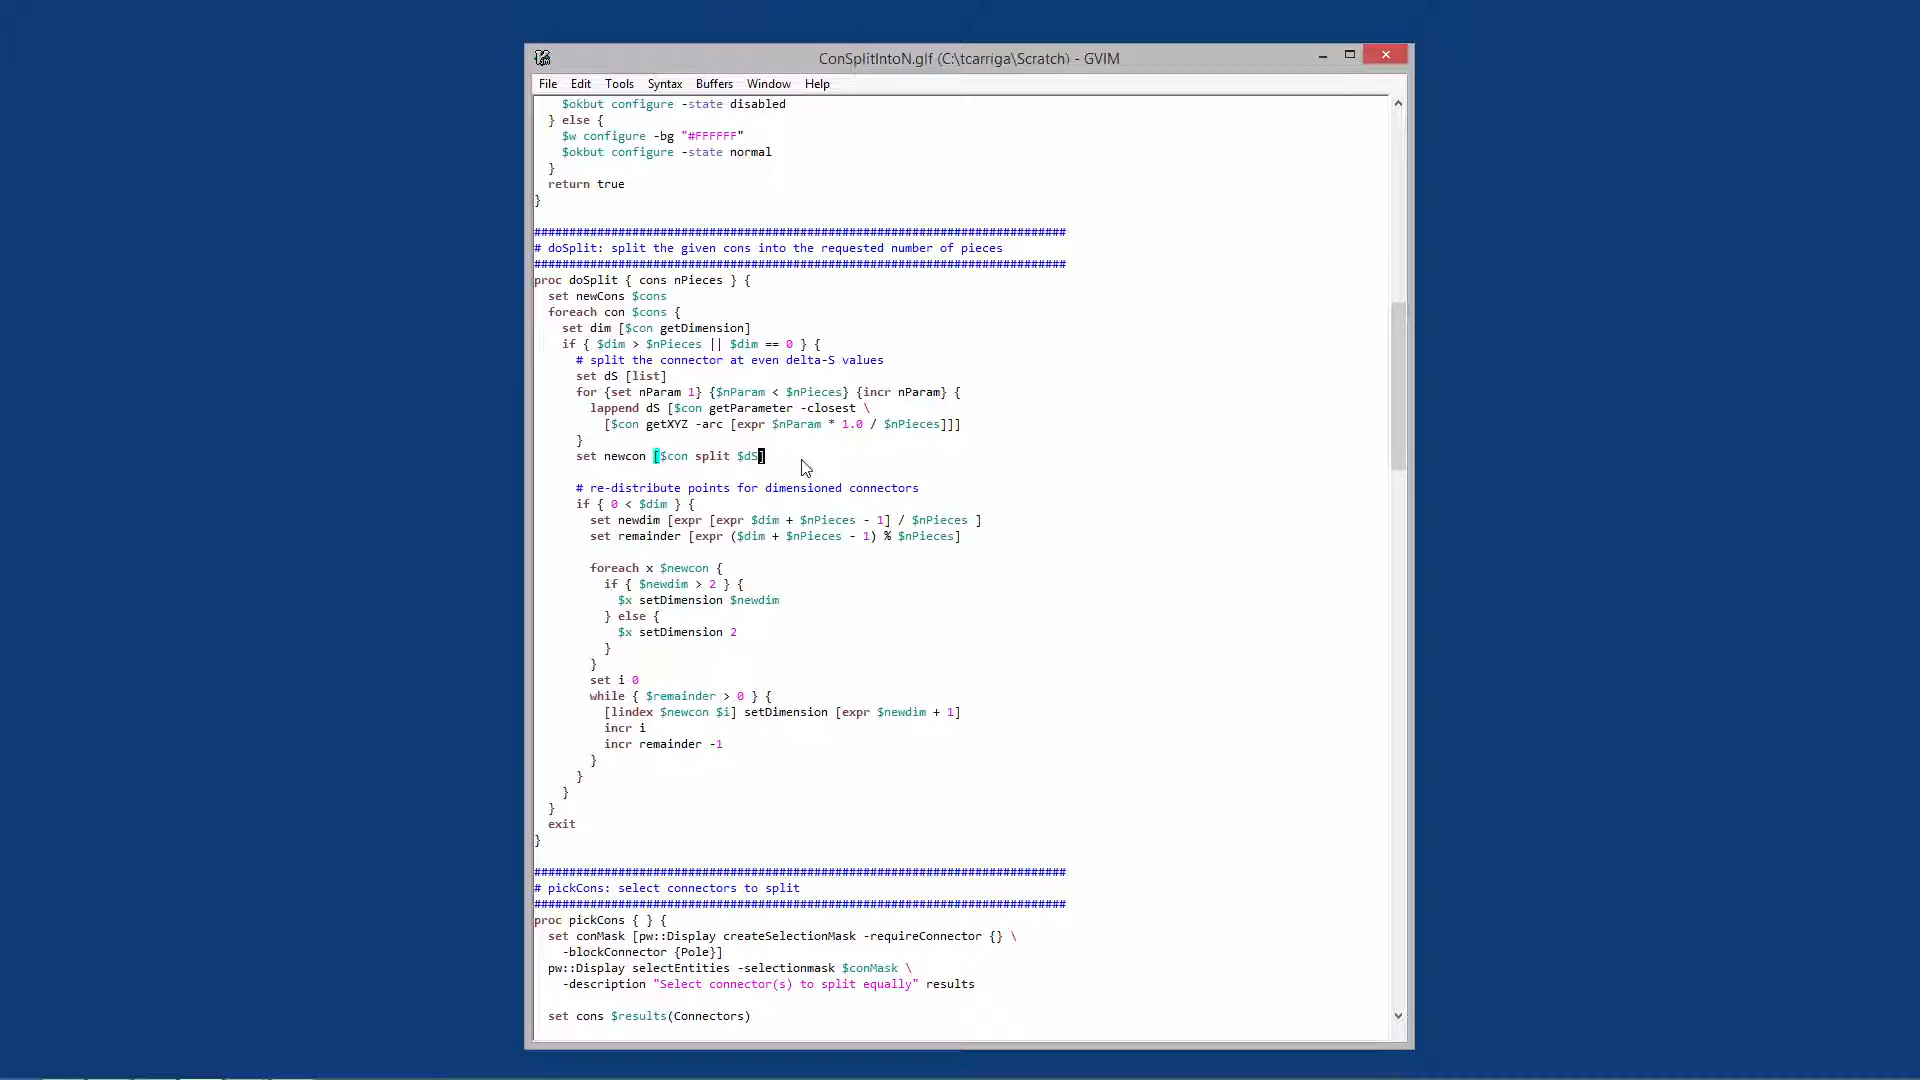 ConSplitIntoN.glf (C:\tcarriga\Scratch) - GVIM
File Edit Tools Syntax Buffers Window Help
    $okbut configure -state disabled
  } else {
    $w configure -bg "#FFFFFF"
    $okbut configure -state normal
  }
  return true
}
############################################################################
# doSplit: split the given cons into the requested number of pieces
############################################################################
proc doSplit { cons nPieces } {
  set newCons $cons
  foreach con $cons {
    set dim [$con getDimension]
    if { $dim > $nPieces || $dim == 0 } {
      # split the connector at even delta-S values
      set dS [list]
      for {set nParam 1} {$nParam < $nPieces} {incr nParam} {
        lappend dS [$con getParameter -closest \
          [$con getXYZ -arc [expr $nParam * 1.0 / $nPieces]]]
      }
      set newcon [$con split $dS]
      # re-distribute points for dimensioned connectors
      if { 0 < $dim } {
        set newdim [expr [expr $dim + $nPieces - 1] / $nPieces ]
        set remainder [expr ($dim + $nPieces - 1) % $nPieces]
        foreach x $newcon {
          if { $newdim > 2 } {
            $x setDimension $newdim
          } else {
            $x setDimension 2
          }
        }
        set i 0
        while { $remainder > 0 } {
          [lindex $newcon $i] setDimension [expr $newdim + 1]
          incr i
          incr remainder -1
        }
      }
    }
  }
  exit
}
############################################################################
# pickCons: select connectors to split
############################################################################
proc pickCons { } {
  set conMask [pw::Display createSelectionMask -requireConnector {} \
    -blockConnector {Pole}]
  pw::Display selectEntities -selectionmask $conMask \
    -description "Select connector(s) to split equally" results
  set cons $results(Connectors)